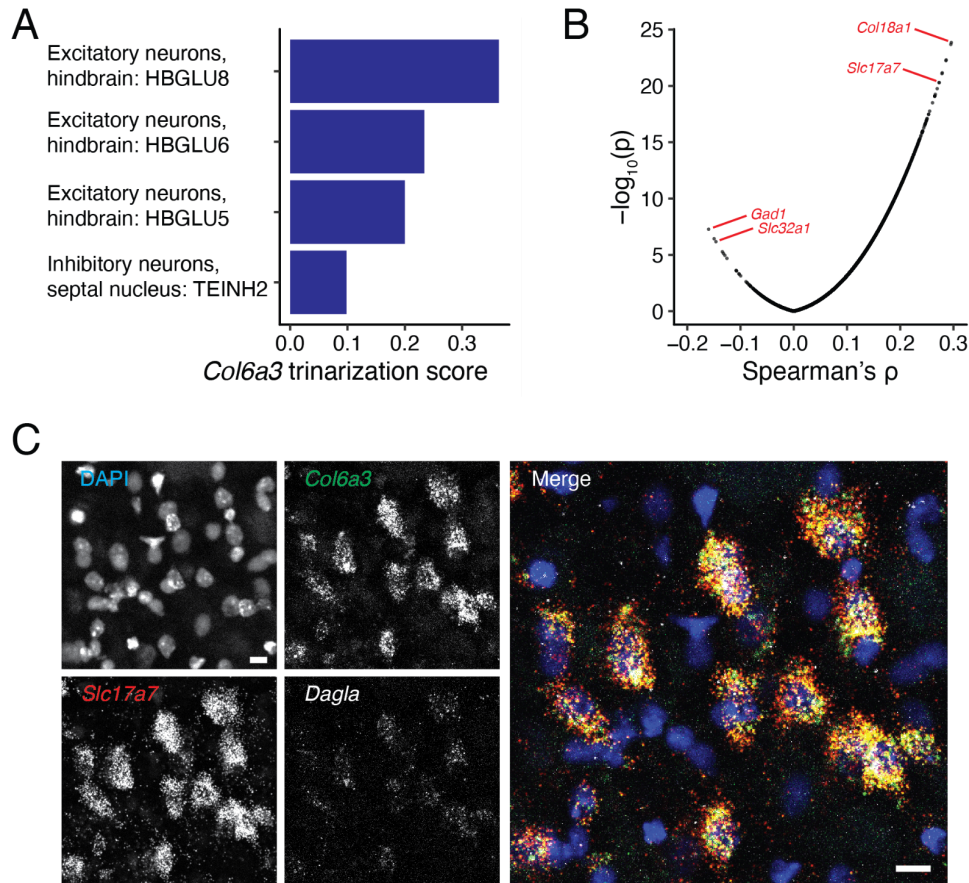 A
Excitatory neurons,
hindbrain: HBGLU8
Excitatory neurons,
hindbrain: HBGLU6
Excitatory neurons,
hindbrain: HBGLU5
Inhibitory neurons,
septal nucleus: TEINH2
0.0 0.1 0.2 0.3
Col6a3 trinarization score
B
25
20
15
10
5
0
−log10(p)
Col18a1
Slc17a7
Gad1
Slc32a1
−0.2 −0.1 0.0 0.1 0.2 0.3
Spearman's ρ
C
DAPI
Col6a3
Merge
Slc17a7
Dagla